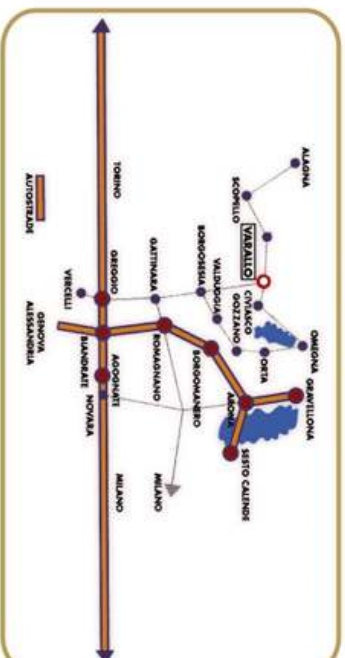 ALAGNA
SCOPELLO
VARALLO
CIVIASCO
OMEGNA
ORTA
GOZZANO
VALDUGGIA
BORGOSESIA
GATTINARA
VERCELLI
GREGGIO
TORINO
GRAVELLONA
ARONA
SESTO CALENDE
BORGOMANERO
ROMAGNANO
MILANO
BIANDRATE
AGOGNATE
NOVARA
MILANO
GENOVA
ALESSANDRIA
AUTOSTRADE